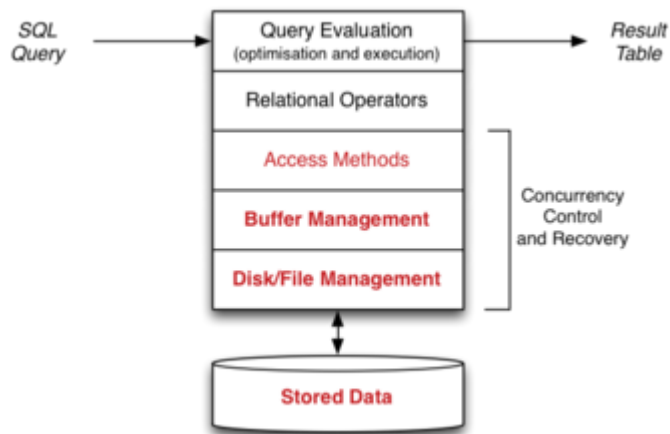 SQL
Query
Query Evaluation
(optimisation and execution)
Result
Table
Relational Operators
Access Methods
Buffer Management
Disk/File Management
Concurrency
Control
and Recovery
Stored Data